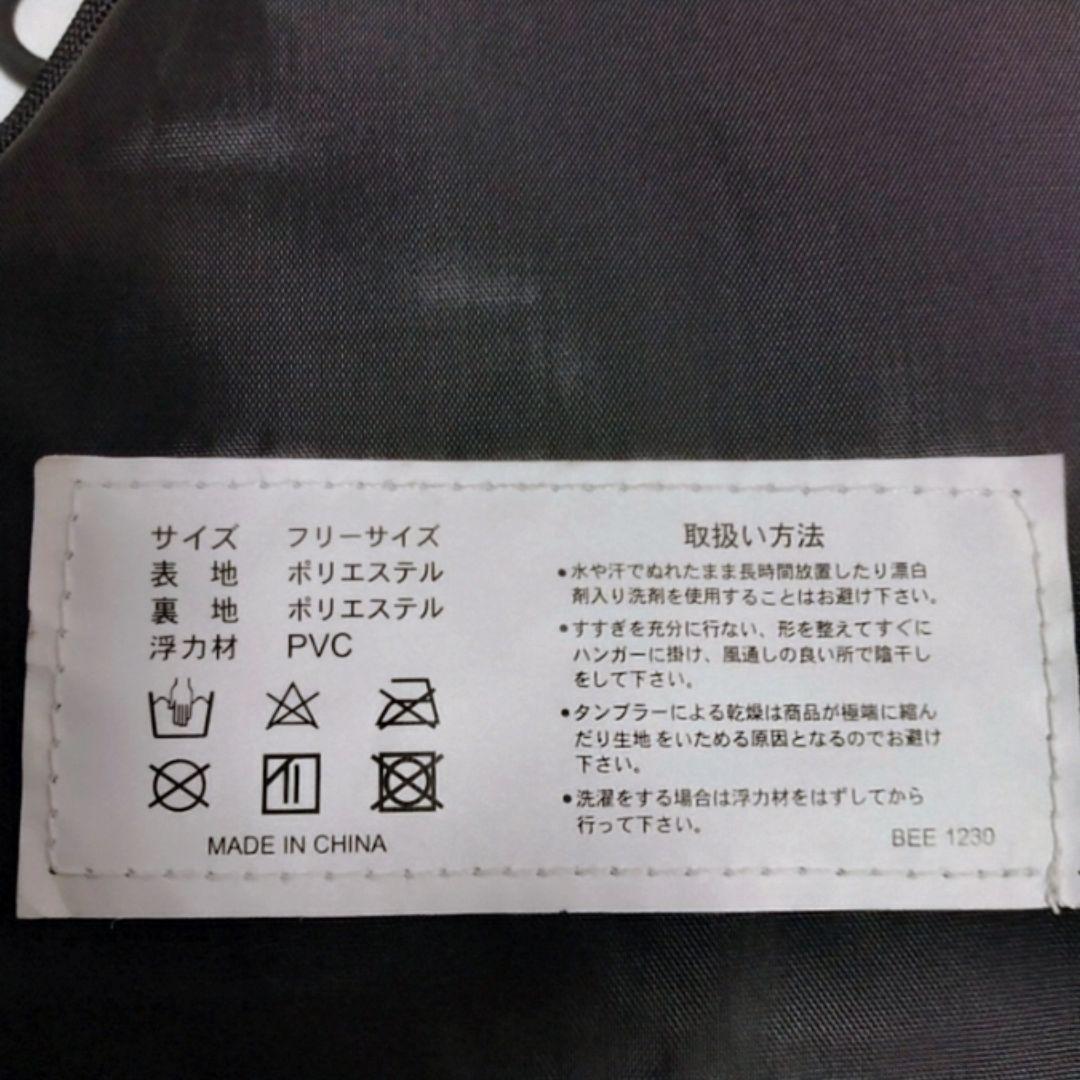 サイズ フリーサイズ
表 地 ポリエステル
裏 地 ポリエステル
浮力材 PVC
MADE IN CHINA
取扱い方法
•水や汗でぬれたまま長時間放置したり漂白
剤入り洗剤を使用することはお避け下さい。
•すすぎを充分に行ない、形を整えてすぐに
ハンガーに掛け、風通しの良い所で陰干し
をして下さい。
•タンブラーによる乾燥は商品が極端に縮ん
だり生地をいためる原因となるのでお避け
下さい。
•洗濯をする場合は浮力材をはずしてから
行って下さい。
BEE 1230